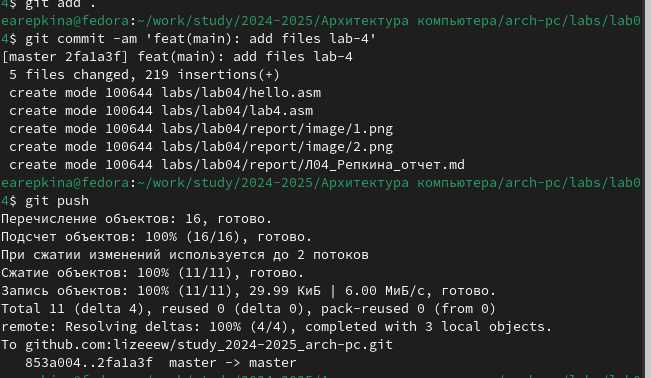 4$ git add .
earepkina@fedora:~/work/study/2024-2025/Архитектура компьютера/arch-pc/labs/lab0
4$ git commit -am 'feat(main): add files lab-4'
[master 2fa1a3f] feat(main): add files lab-4
 5 files changed, 219 insertions(+)
 create mode 100644 labs/lab04/hello.asm
 create mode 100644 labs/lab04/lab4.asm
 create mode 100644 labs/lab04/report/image/1.png
 create mode 100644 labs/lab04/report/image/2.png
 create mode 100644 labs/lab04/report/Л04_Репкина_отчет.md
earepkina@fedora:~/work/study/2024-2025/Архитектура компьютера/arch-pc/labs/lab0
4$ git push
Перечисление объектов: 16, готово.
Подсчет объектов: 100% (16/16), готово.
При сжатии изменений используется до 2 потоков
Сжатие объектов: 100% (11/11), готово.
Запись объектов: 100% (11/11), 29.99 КиБ | 6.00 МиБ/с, готово.
Total 11 (delta 4), reused 0 (delta 0), pack-reused 0 (from 0)
remote: Resolving deltas: 100% (4/4), completed with 3 local objects.
To github.com:lizeeew/study_2024-2025_arch-pc.git
   853a004..2fa1a3f  master -> master